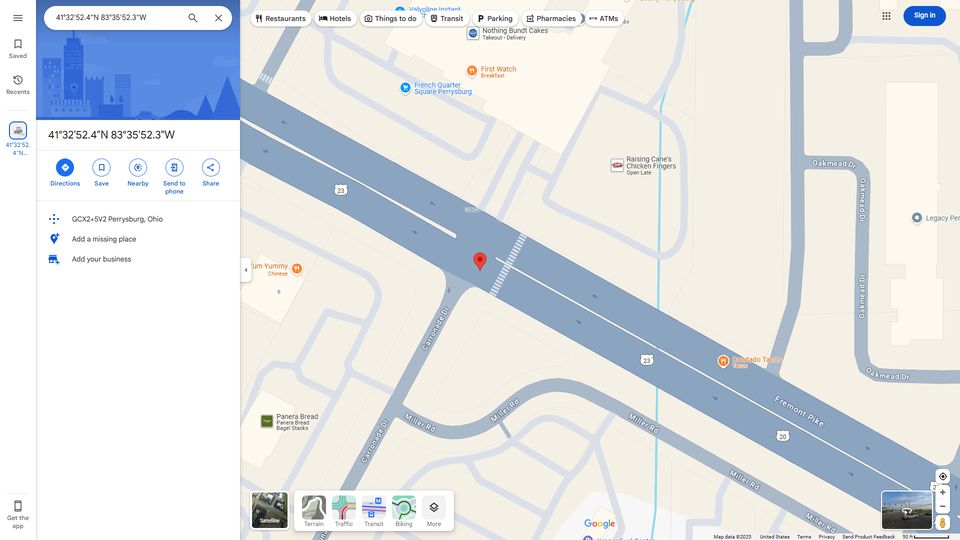 41°32'52.4"N 83°35'52.3"W
Saved
Recents
41°32'52.
4"N...
Get the
app
41°32'52.4"N 83°35'52.3"W
Directions
Save
Nearby
Send to
phone
Share
GCX2+5V2 Perrysburg, Ohio
Add a missing place
Add your business
Restaurants
Hotels
Things to do
Transit
Parking
Pharmacies
ATMs
Sign in
Valvoline Instant
Nothing Bundt Cakes
Takeout • Delivery
First Watch
Breakfast
French Quarter
Square Perrysburg
Raising Cane's
Chicken Fingers
Open Late
Oakmead Dr
Oakmead Dr
Oakmead Dr
Oakmead Dr
Legacy Per
23
Yum Yummy
Chinese
B
Carronade Dr
Carronade Dr
23
Tacos
Fremont Pike
20
Panera Bread
Panera Bread
Bagel Stacks
Miller Rd
Miller Rd
Miller Rd
Miller Rd
Miller Rd
Satellite
Terrain
Traffic
Transit
Biking
More
Google
Map data ©2025
United States
Terms
Privacy
Send Product Feedback
50 ft